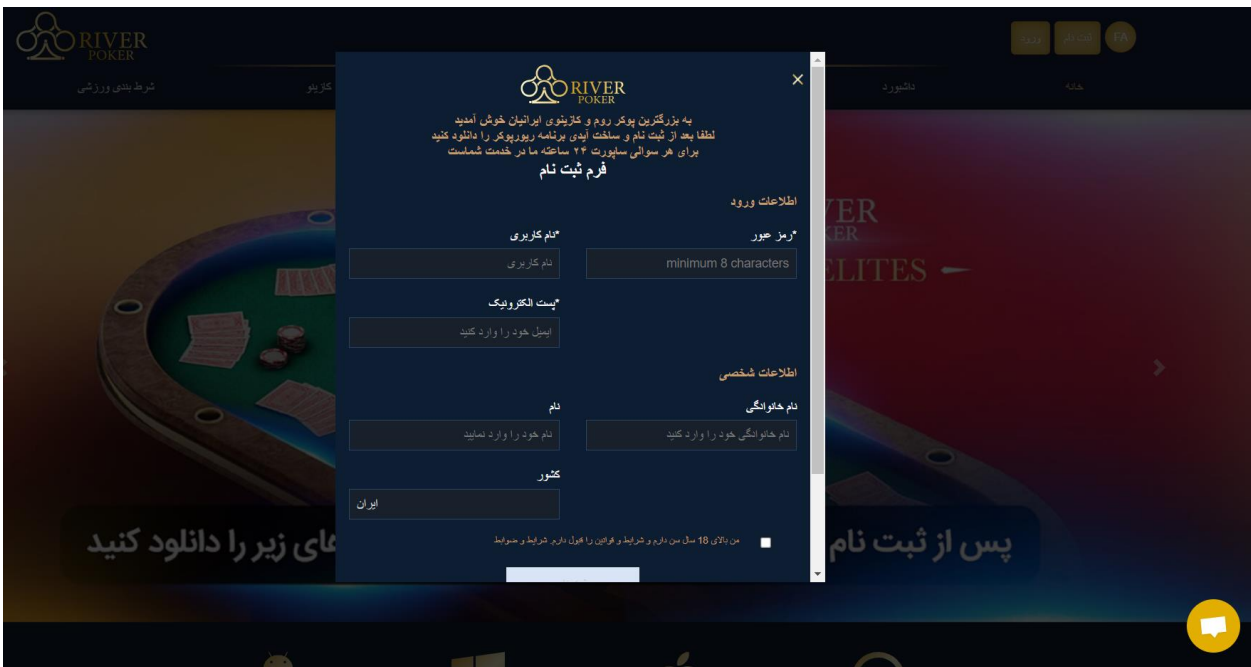 RIVER
POKER
FA
ثبت نام
ورود
خانه
داشبورد
کازینو
شرط بندی ورزشی
×
RIVER
POKER
به بزرگترین پوکر روم و کازینوی ایرانیان خوش آمدید
لطفا بعد از ثبت نام و ساخت آیدی برنامه ریورپوکر را دانلود کنید
برای هر سوالی ساپورت ۲۴ ساعته ما در خدمت شماست
فرم ثبت نام
اطلاعات ورود
*رمز عبور
*نام کاربری
minimum 8 characters
نام کاربری
*پست الکترونیک
ایمیل خود را وارد کنید
اطلاعات شخصی
نام خانوادگی
نام
نام خانوادگی خود را وارد کنید
نام خود را وارد نمایید
کشور
ایران
من بالای 18 سال سن دارم و شرایط و قوانین را قبول دارم. شرایط و ضوابط
VER
KER
ELITES
پس از ثبت نام
های زیر را دانلود کنید